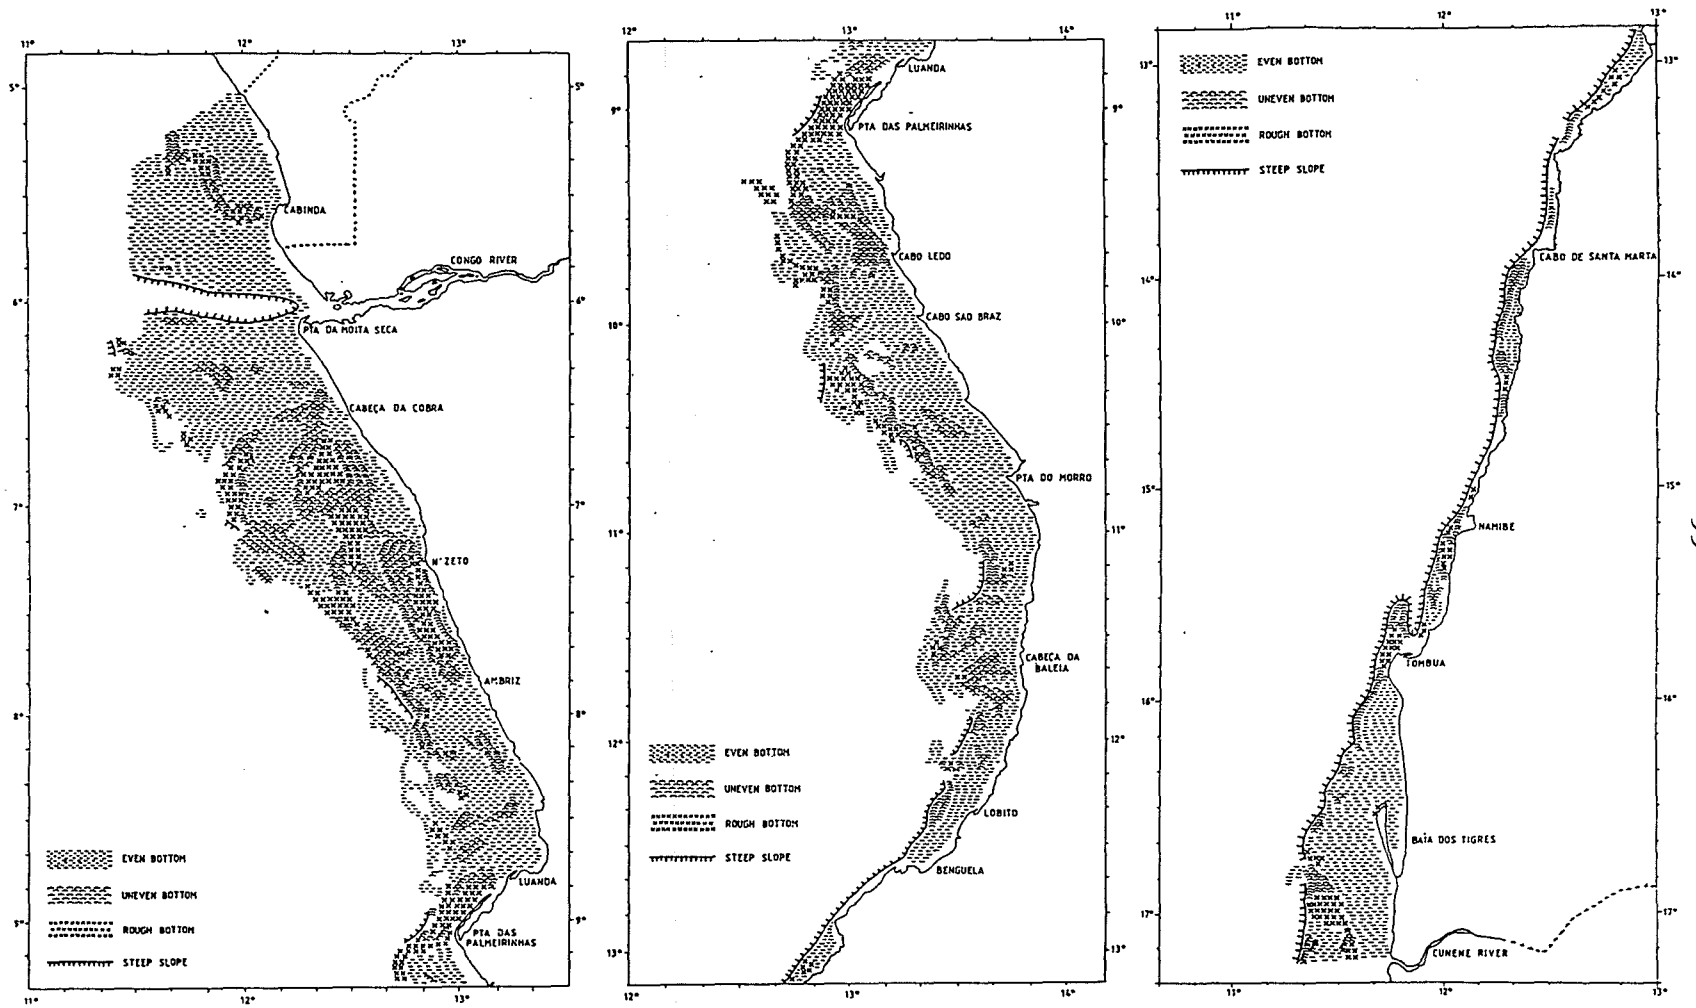 11°
12°
13°
5°
5°
CABINDA
CONGO RIVER
6°
6°
PTA DA MOITA SECA
CABEÇA DA COBRA
7°
7°
N'ZETO
AMBRIZ
8°
8°
EVEN BOTTOM
UNEVEN BOTTOM
ROUGH BOTTOM
STEEP SLOPE
LUANDA
9°
9°
PTA DAS
PALMEIRINHAS
11°
12°
13°
12°
13°
14°
LUANDA
9°
9°
PTA DAS PALMEIRINHAS
CABO LEDO
CABO SAO BRAZ
10°
10°
PTA DO MORRO
11°
11°
CABEÇA DA
BALEIA
12°
12°
EVEN BOTTOM
UNEVEN BOTTOM
ROUGH BOTTOM
STEEP SLOPE
LOBITO
BENGUELA
13°
13°
12°
13°
14°
11°
12°
13°
13°
13°
EVEN BOTTOM
UNEVEN BOTTOM
ROUGH BOTTOM
STEEP SLOPE
CABO DE SANTA MARTA
14°
14°
15°
15°
NAMIBE
TOMBUA
16°
16°
BAÍA DOS TIGRES
17°
17°
CUNENE RIVER
11°
12°
13°